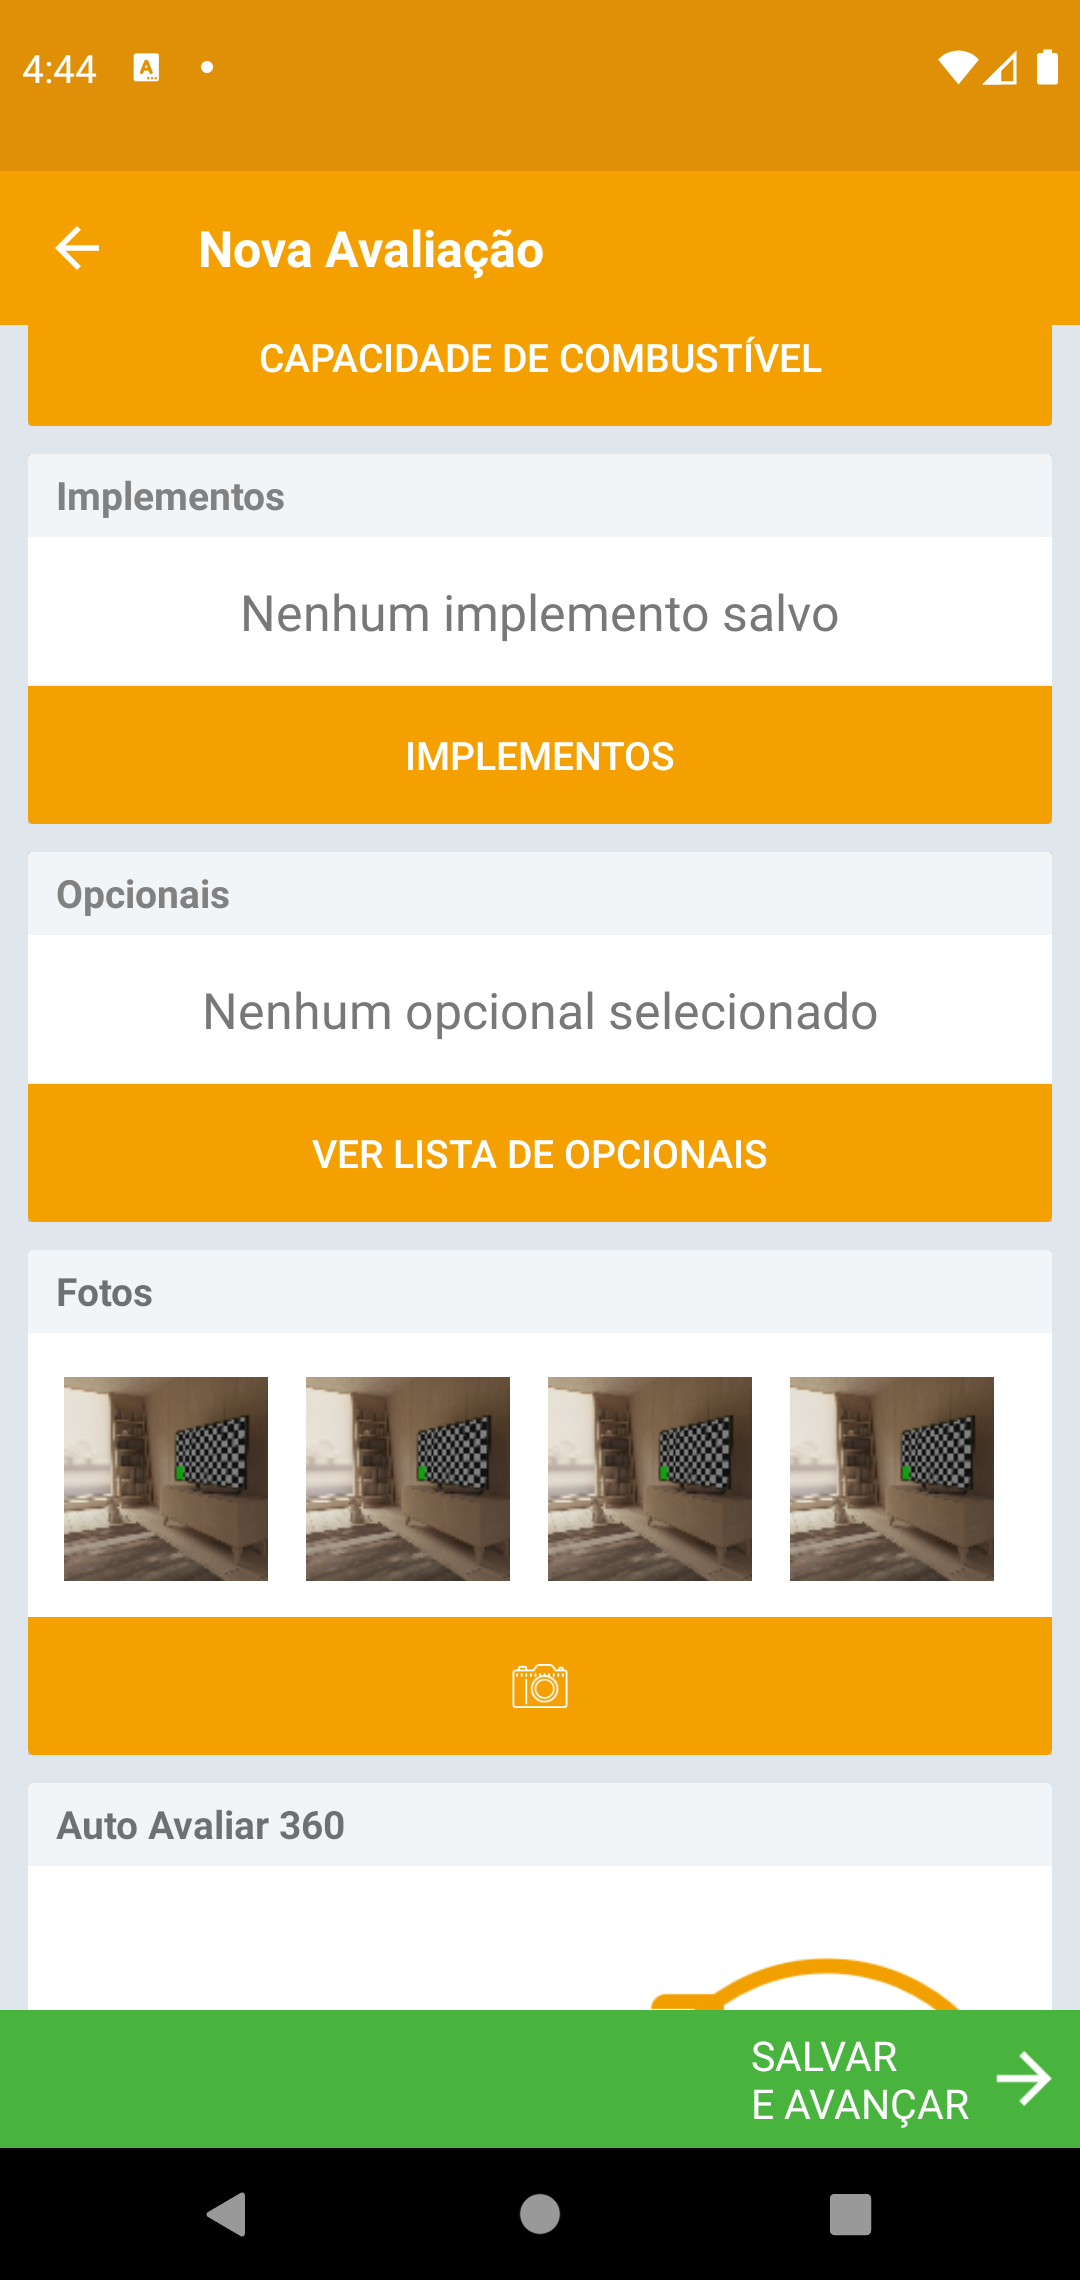 4:44
Nova Avaliação
CAPACIDADE DE COMBUSTÍVEL
Implementos
Nenhum implemento salvo
IMPLEMENTOS
Opcionais
Nenhum opcional selecionado
VER LISTA DE OPCIONAIS
Fotos
Auto Avaliar 360
SALVAR
E AVANÇAR